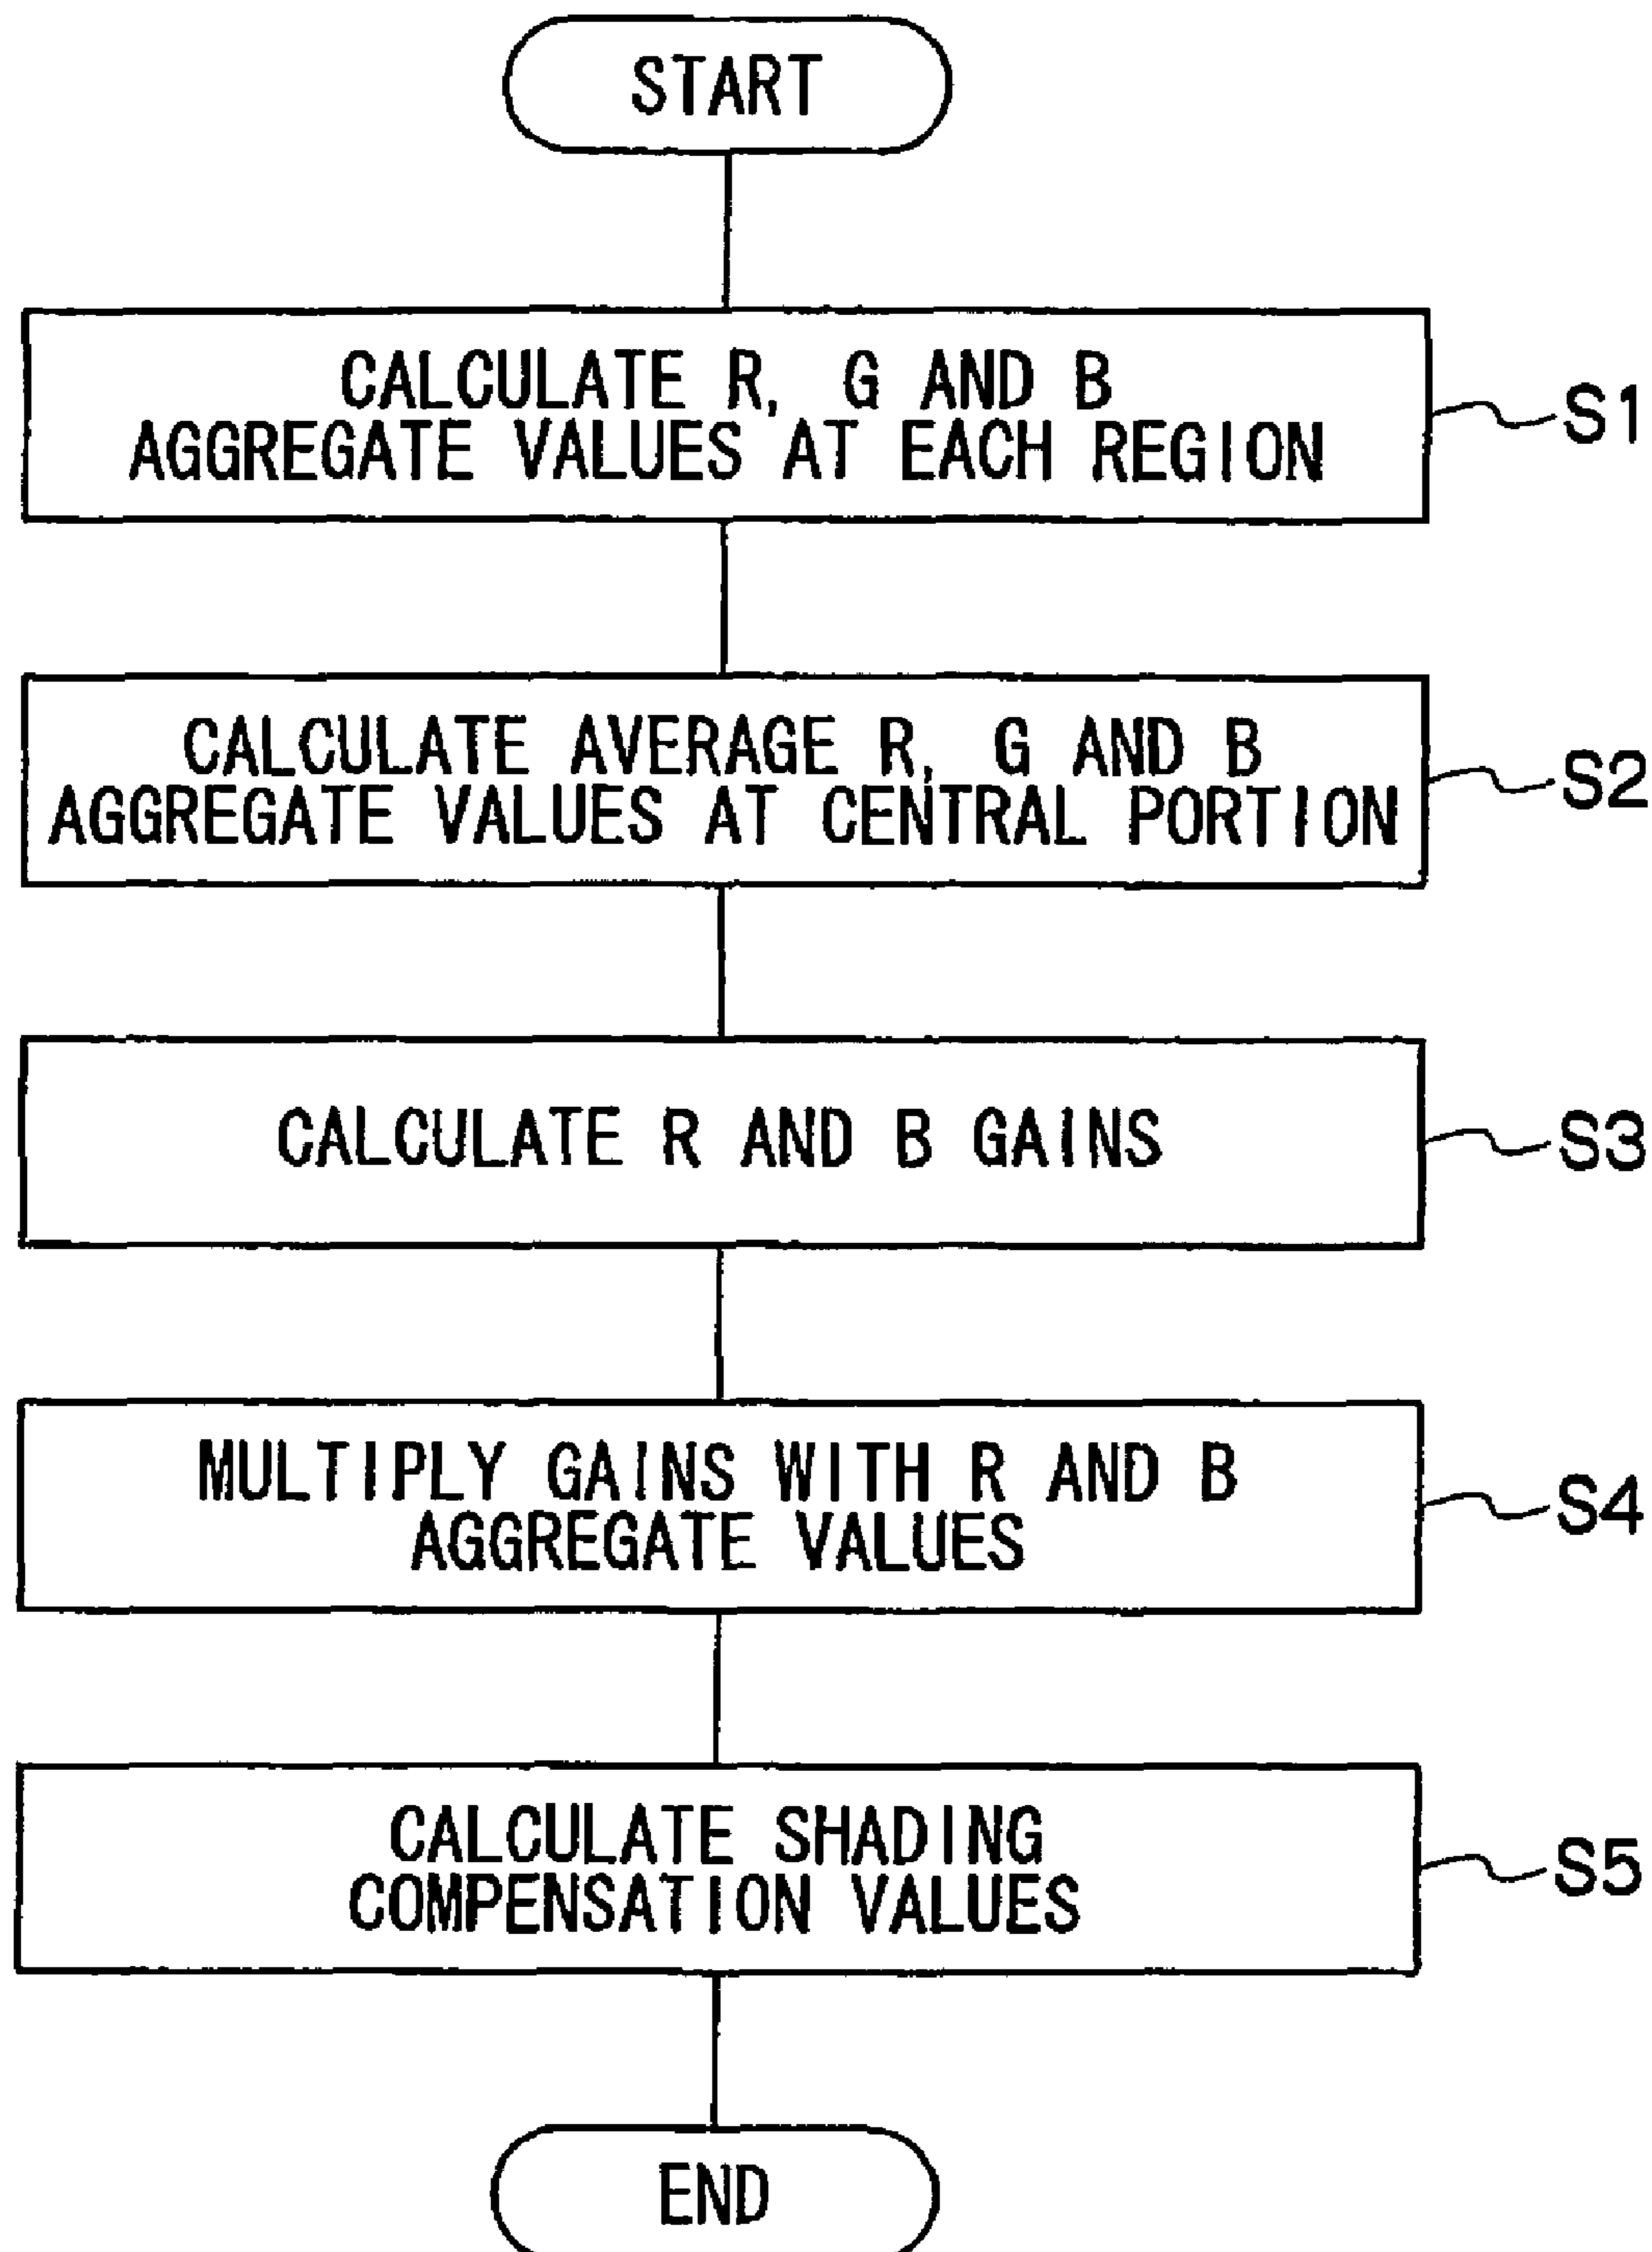 START
CALCULATE R, G AND B
AGGREGATE VALUES AT EACH REGION
S1
CALCULATE AVERAGE R, G AND B
AGGREGATE VALUES AT CENTRAL PORTION
S2
CALCULATE R AND B GAINS
S3
MULTIPLY GAINS WITH R AND B
AGGREGATE VALUES
S4
CALCULATE SHADING
COMPENSATION VALUES
S5
END